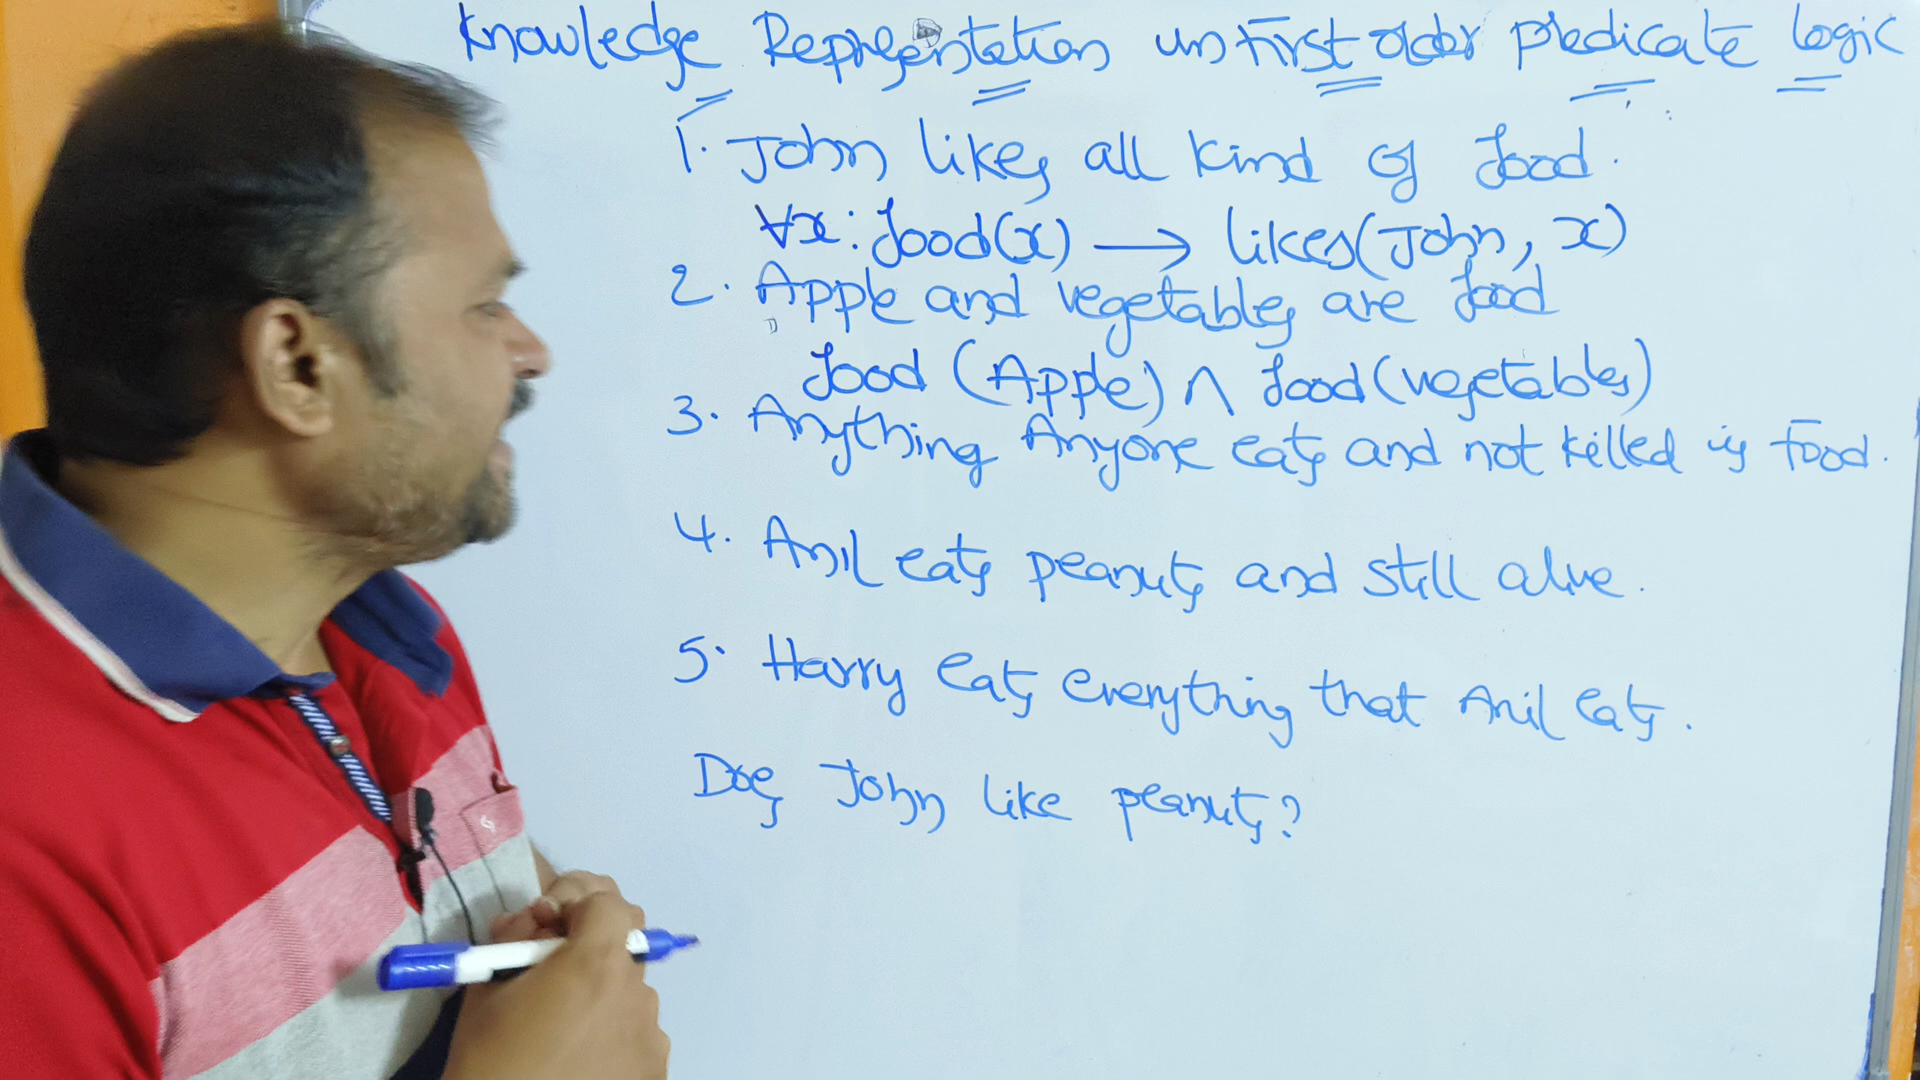 Knowledge Representation in First order predicate logic
1. John likes all kind of food.
∀x: food(x) → likes(John, x)
2. Apple and vegetables are food
food (Apple) ∧ food(vegetables)
3. Anything Anyone eats and not killed is food.
4. Anil eats peanuts and still alive.
5. Harry eats everything that Anil eats.
Does John like peanuts?